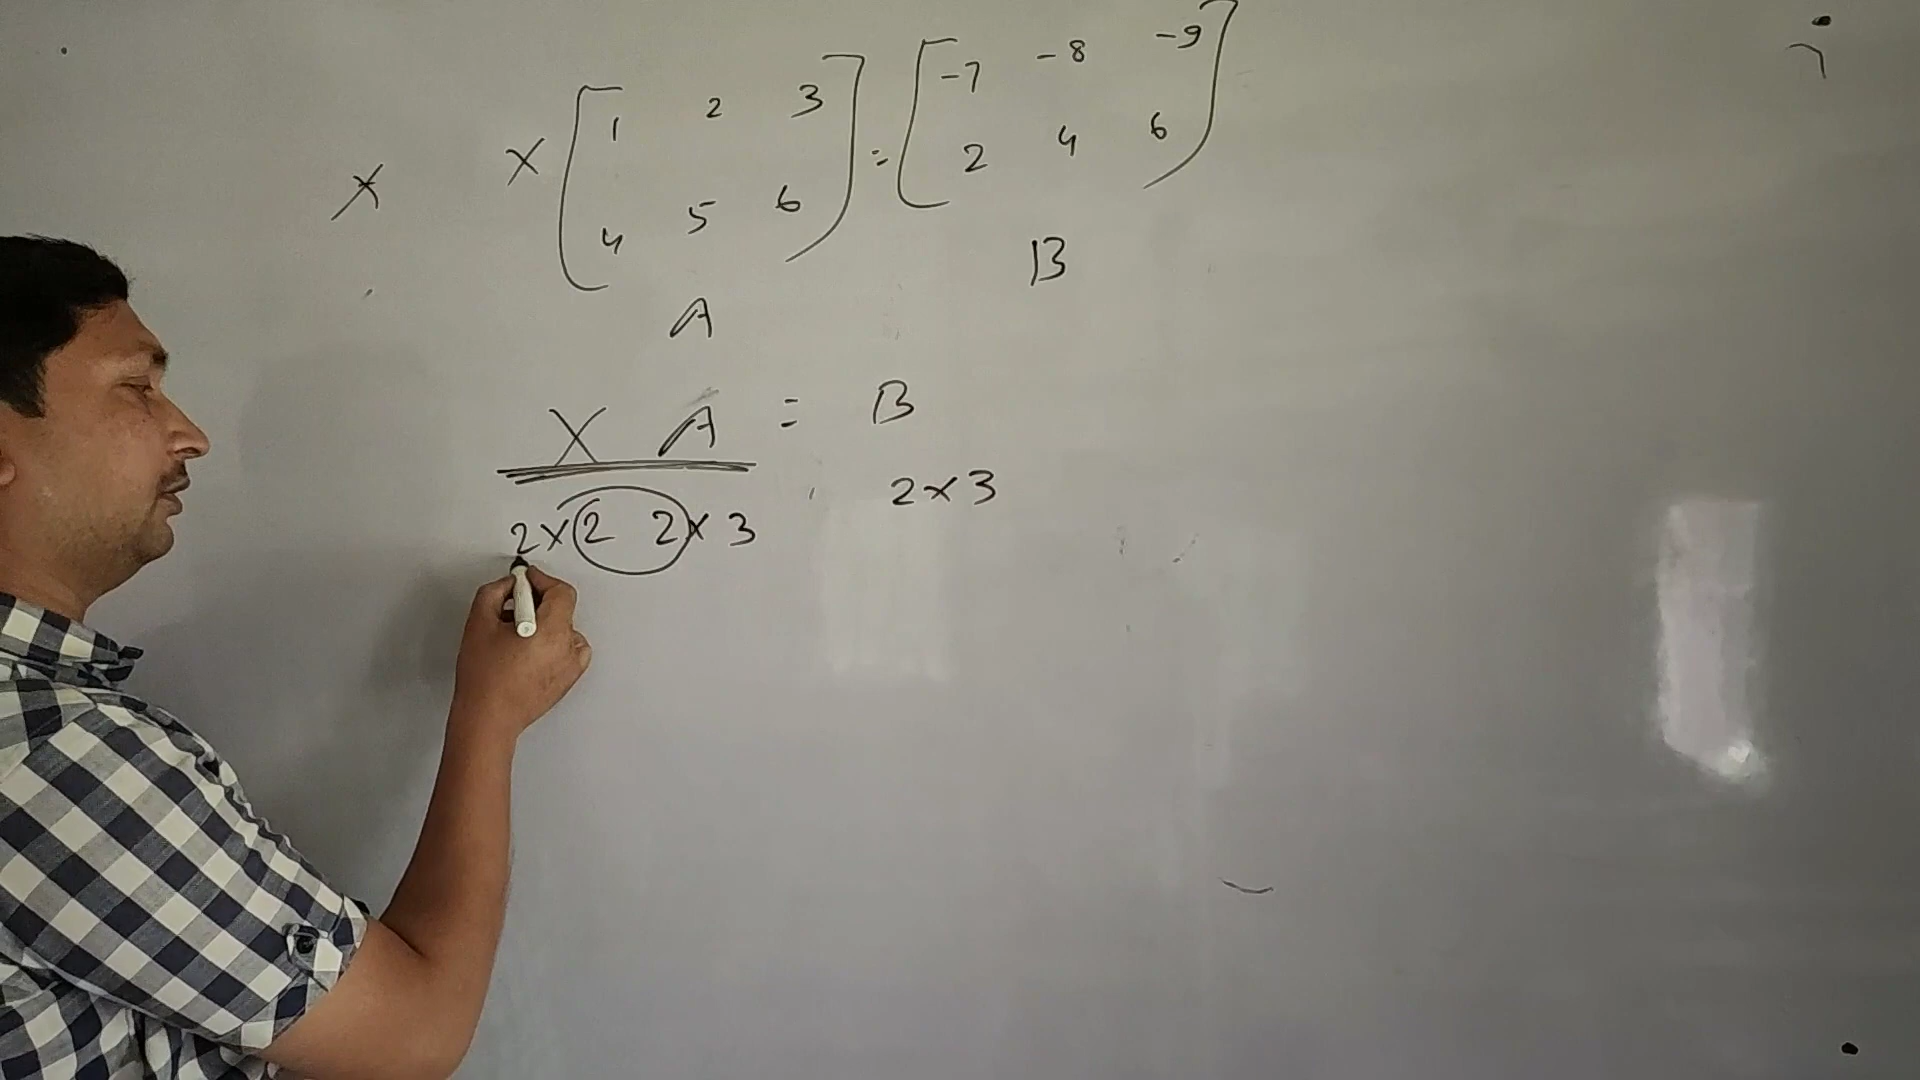 X X [ 1 2 3 ] = [ -7 -8 -9 ]
4 5 6 2 4 6
A B
X A = B
2×2 2×3 2×3